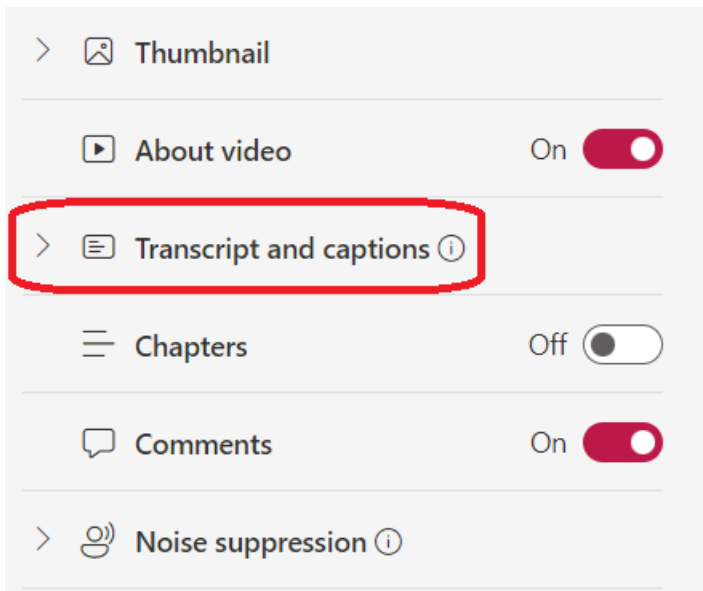 Thumbnail
About video On
Transcript and captions
Chapters Off
Comments On
Noise suppression